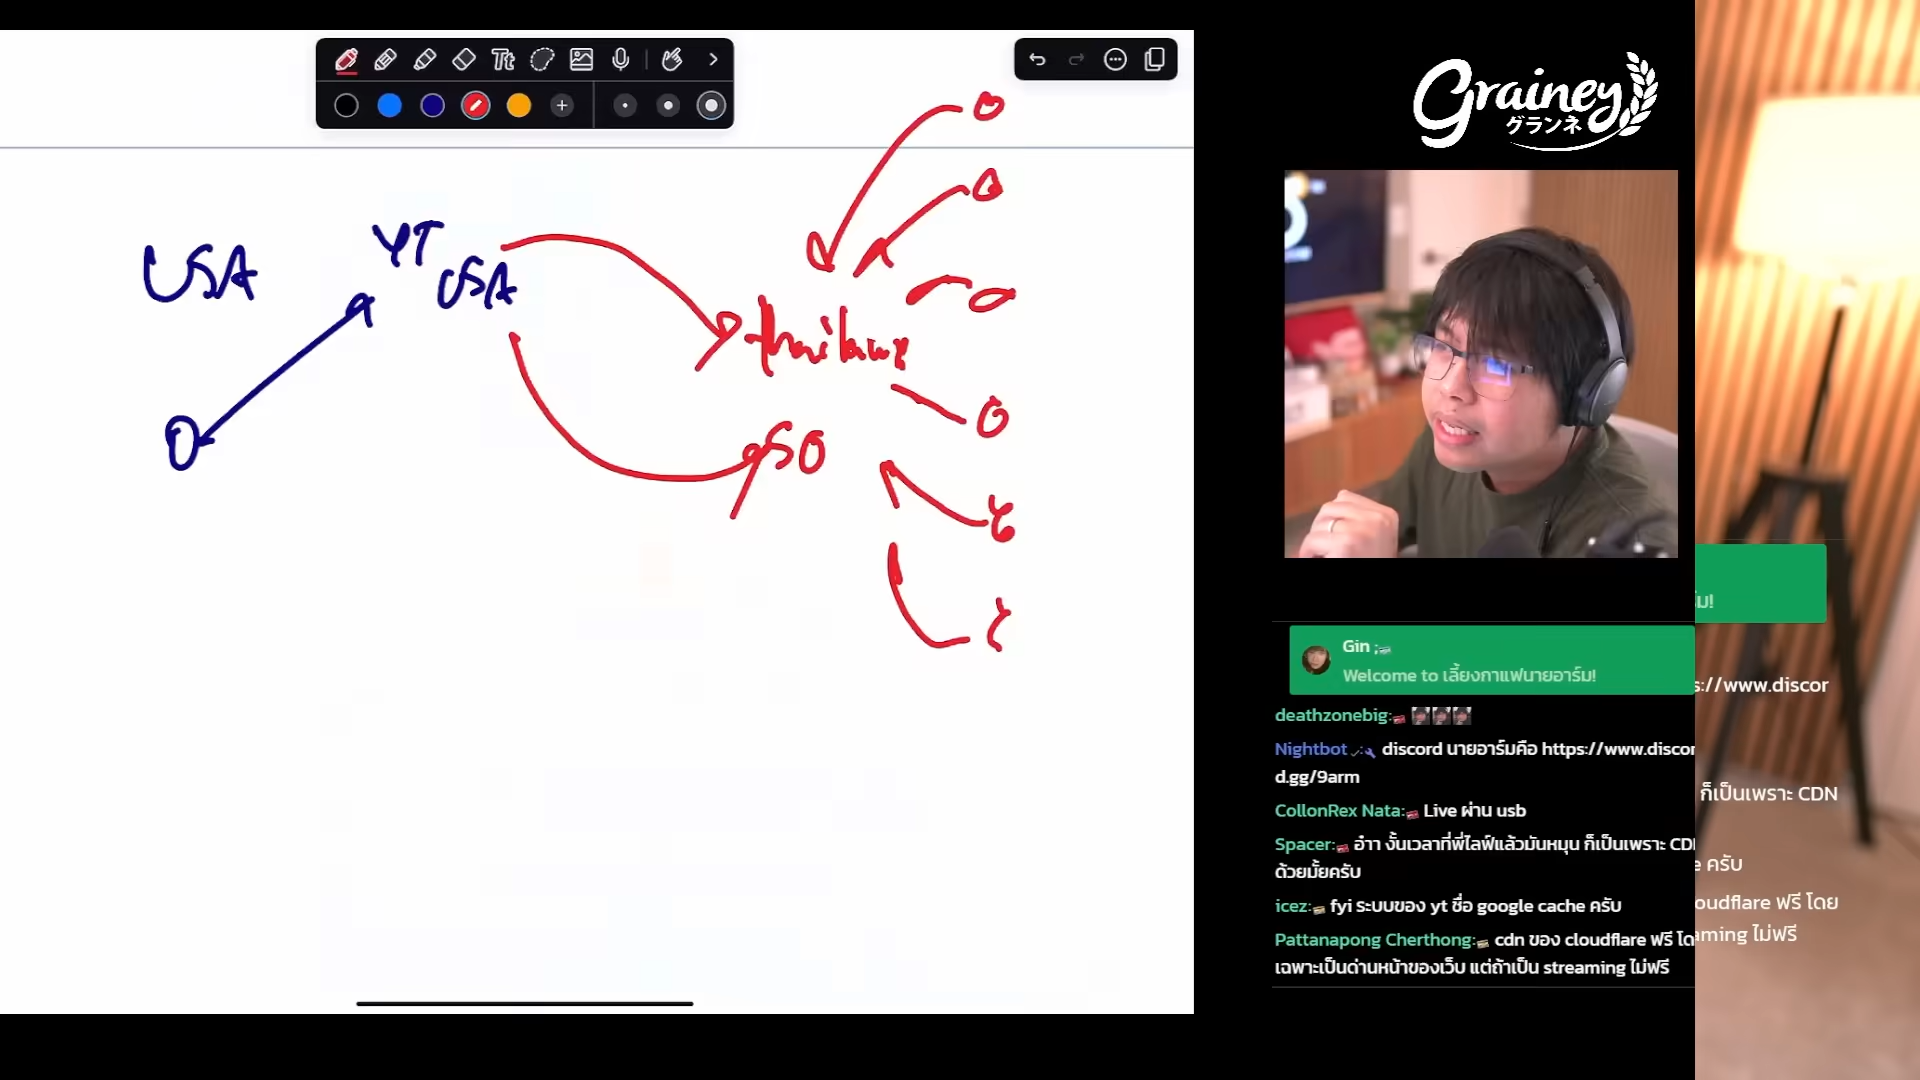 Tt
USA
YT
USA
thailand
SO
Grainey
グランネ
Gin
Welcome to เลี้ยงกาแฟนายอาร์ม!
deathzonebig:
Nightbot : discord นายอาร์มคือ https://www.discor
d.gg/9arm
CollonRex Nata: Live ผ่าน usb
Spacer: อ๋าา งั้นเวลาที่พี่ไลฟ์แล้วมันหมุน ก็เป็นเพราะ CD
ด้วยมั้ยครับ
icez: fyi ระบบของ yt ชื่อ google cache ครับ
Pattanapong Cherthong: cdn ของ cloudflare ฟรี โด
เฉพาะเป็นด่านหน้าของเว็บ แต่ถ้าเป็น streaming ไม่ฟรี
ม!
s://www.discor
ก็เป็นเพราะ CDN
e ครับ
oudflare ฟรี โดย
aming ไม่ฟรี